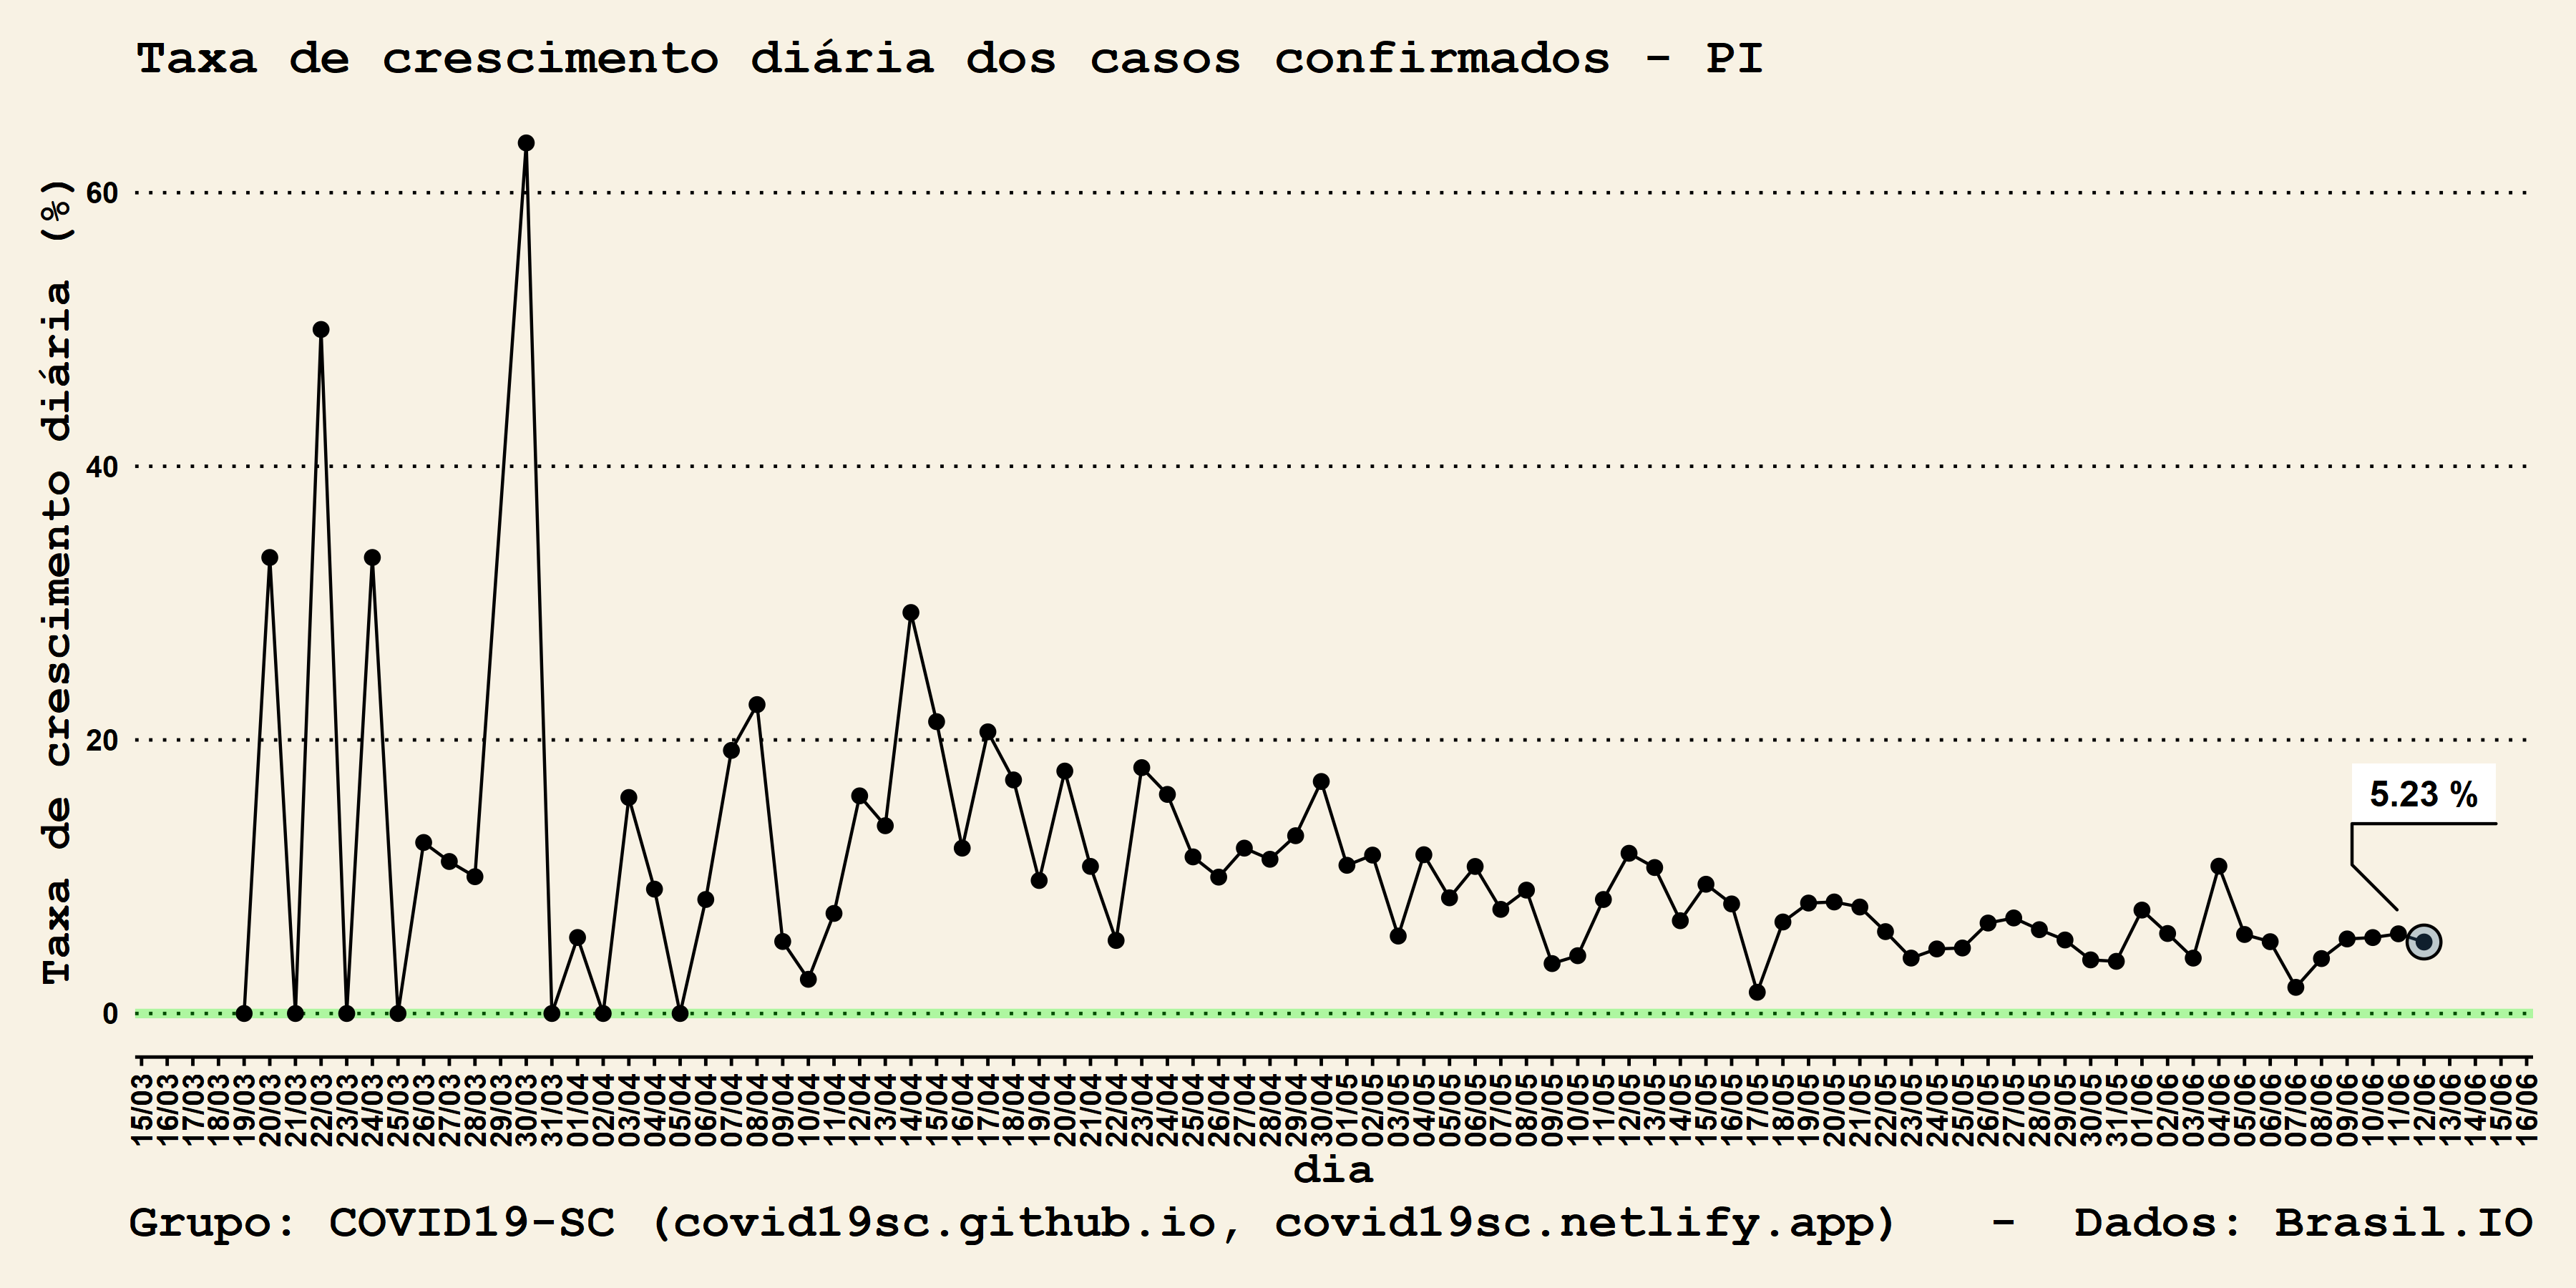 Taxa de crescimento diária dos casos confirmados - PI
Taxa de crescimento diária (%)
60
40
20
0
5.23 %
15/03 16/03 17/03 18/03 19/03 20/03 21/03 22/03 23/03 24/03 25/03 26/03 27/03 28/03 29/03 30/03 31/03 01/04 02/04 03/04 04/04 05/04 06/04 07/04 08/04 09/04 10/04 11/04 12/04 13/04 14/04 15/04 16/04 17/04 18/04 19/04 20/04 21/04 22/04 23/04 24/04 25/04 26/04 27/04 28/04 29/04 30/04 01/05 02/05 03/05 04/05 05/05 06/05 07/05 08/05 09/05 10/05 11/05 12/05 13/05 14/05 15/05 16/05 17/05 18/05 19/05 20/05 21/05 22/05 23/05 24/05 25/05 26/05 27/05 28/05 29/05 30/05 31/05 01/06 02/06 03/06 04/06 05/06 06/06 07/06 08/06 09/06 10/06 11/06 12/06 13/06 14/06 15/06 16/06
dia
Grupo: COVID19-SC (covid19sc.github.io, covid19sc.netlify.app) - Dados: Brasil.IO